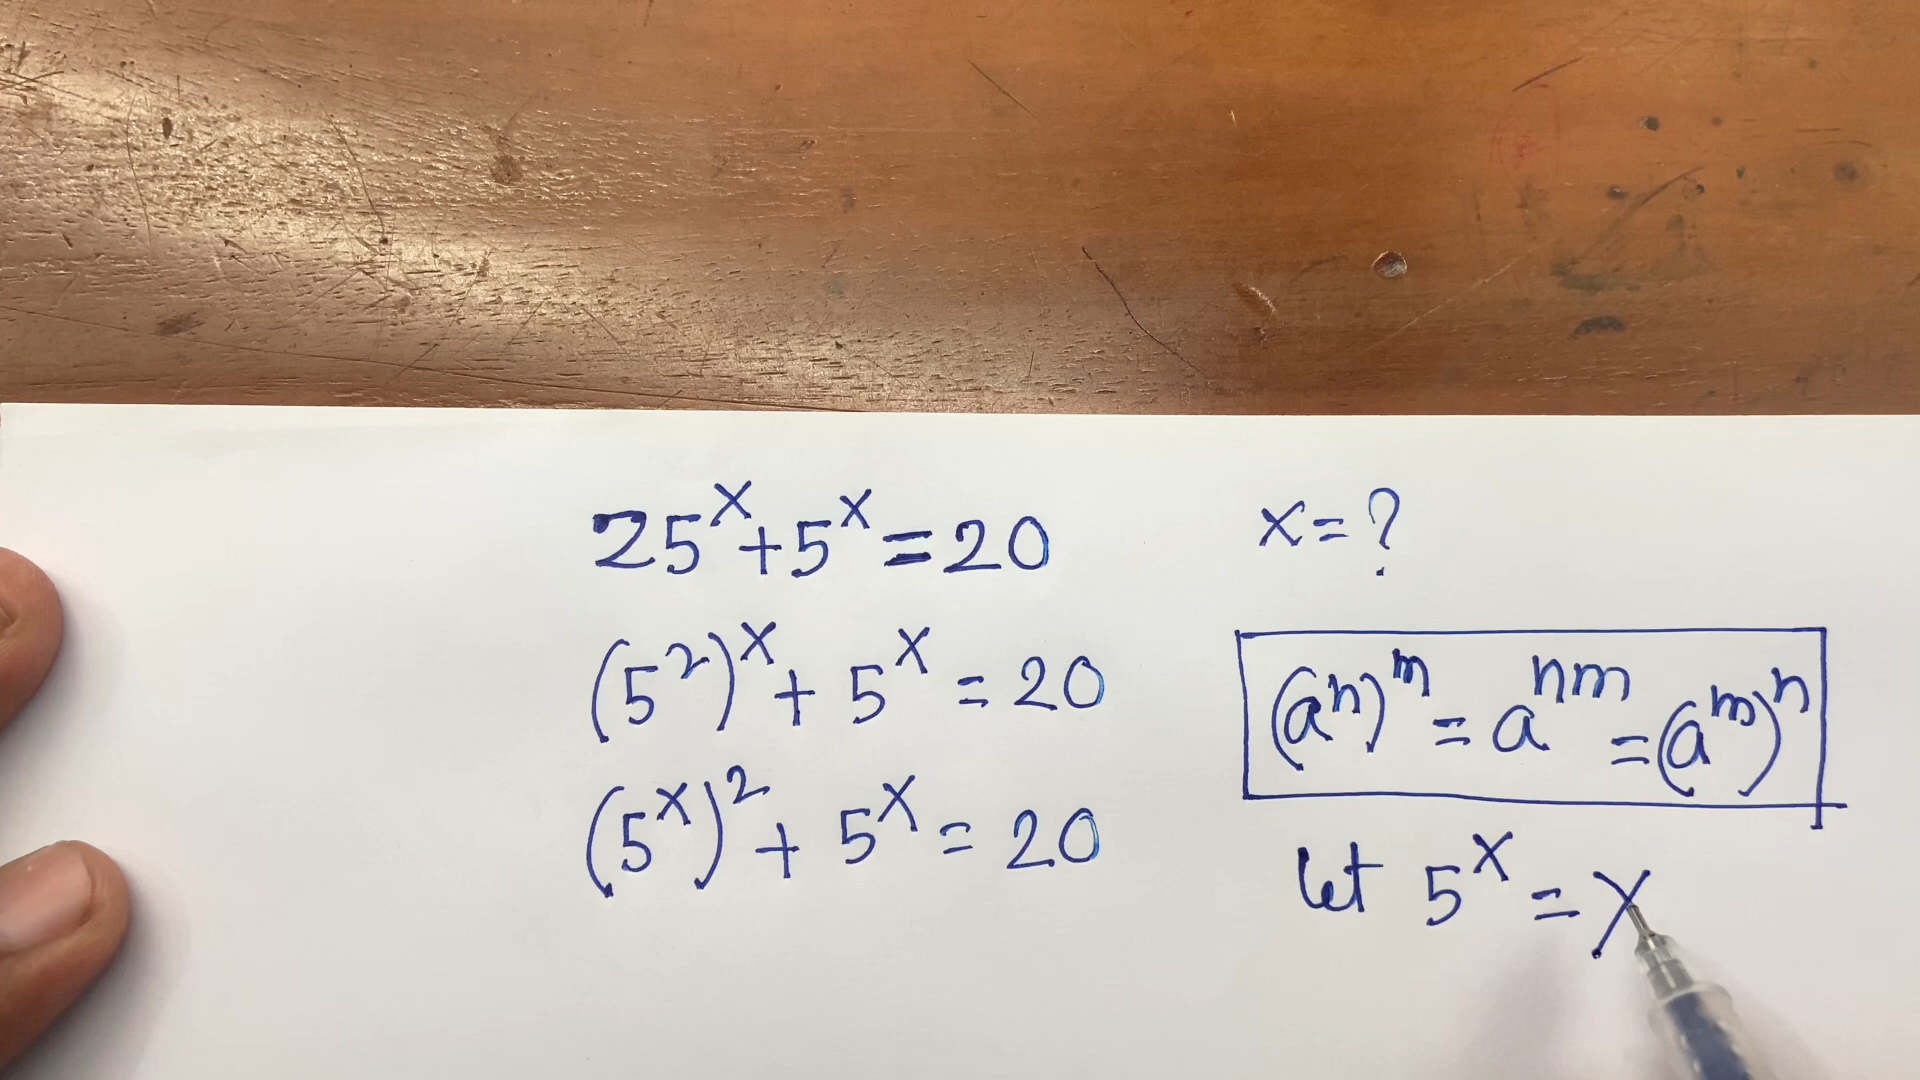 25^x + 5^x = 20
x = ?
(5^2)^x + 5^x = 20
(a^n)^m = a^nm = (a^m)^n
(5^x)^2 + 5^x = 20
let 5^x = y